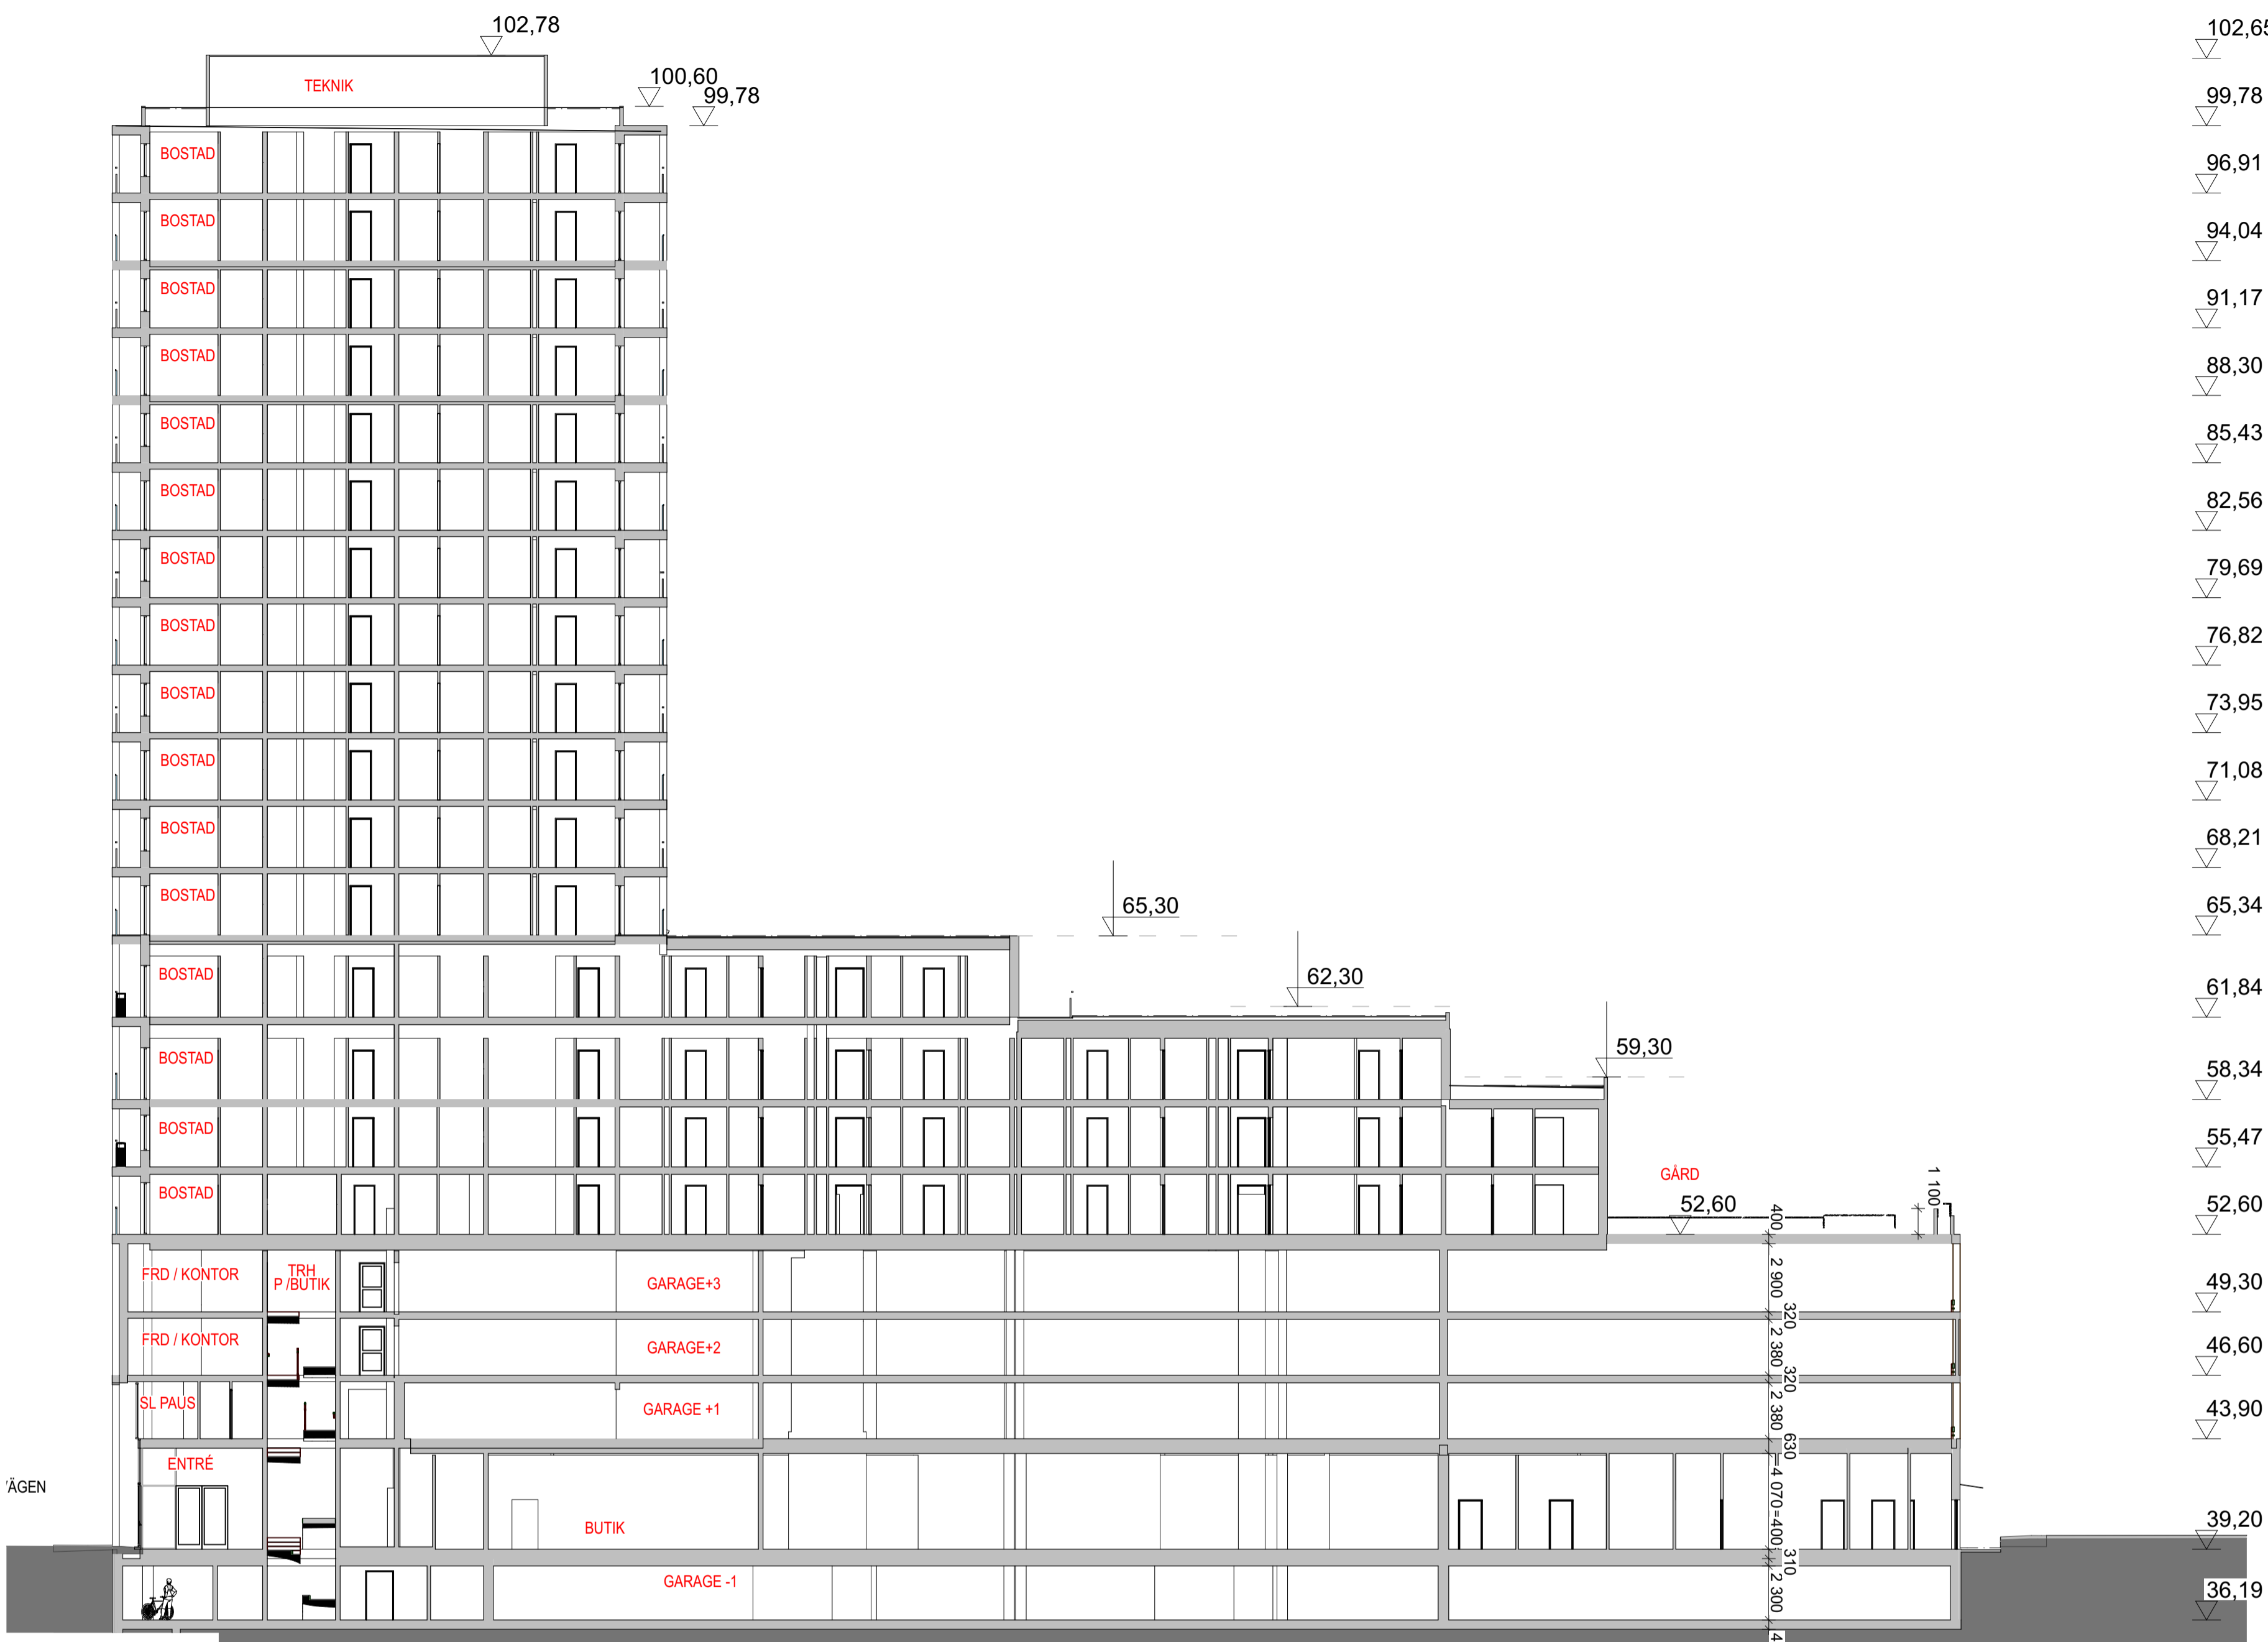 102,78
102,65
TEKNIK
100,60
99,78
99,78
BOSTAD
96,91
BOSTAD
94,04
BOSTAD
91,17
BOSTAD
88,30
BOSTAD
85,43
BOSTAD
82,56
BOSTAD
79,69
BOSTAD
76,82
BOSTAD
73,95
BOSTAD
71,08
BOSTAD
68,21
BOSTAD
65,30
65,34
BOSTAD
62,30
61,84
BOSTAD
59,30
58,34
BOSTAD
55,47
GÅRD
BOSTAD
52,60
1 100
52,60
400
FRD / KONTOR
TRH
P /BUTIK
GARAGE+3
2 900
49,30
320
FRD / KONTOR
GARAGE+2
2 380
46,60
320
SL PAUS
GARAGE +1
2 380
43,90
630
ENTRÉ
ÄGEN
4 070
=400
BUTIK
39,20
310
GARAGE -1
2 300
36,19
4